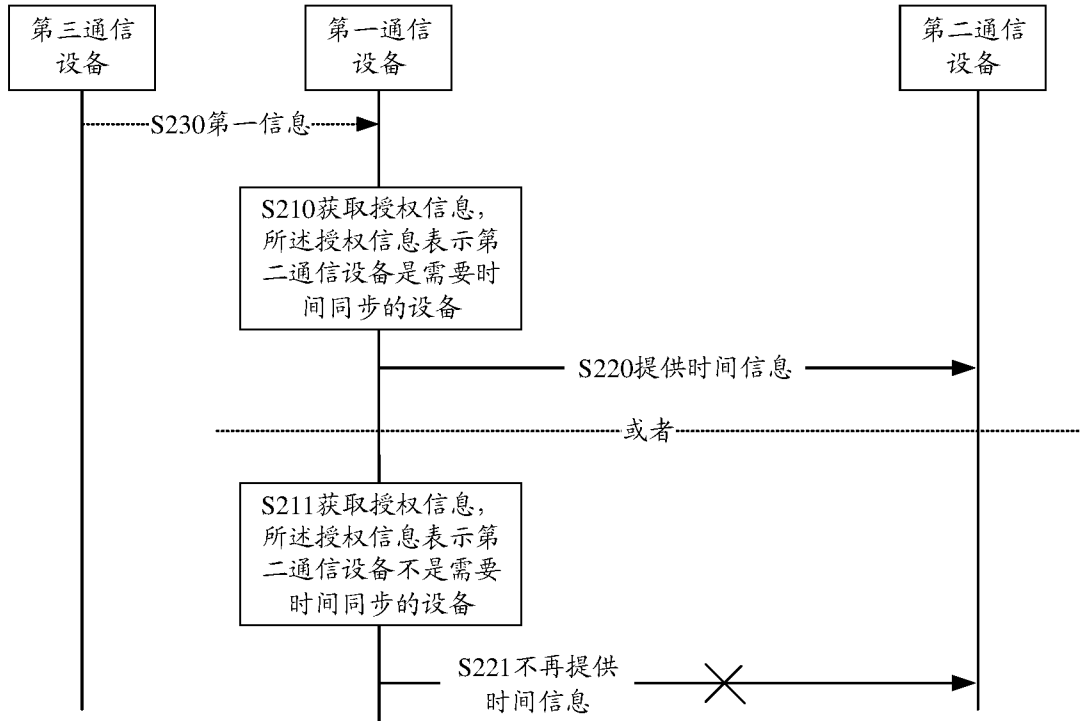 第三通信
设备
第一通信
设备
第二通信
设备
S230第一信息
S210获取授权信息，
所述授权信息表示第
二通信设备是需要时
间同步的设备
S220提供时间信息
或者
S211获取授权信息，
所述授权信息表示第
二通信设备不是需要
时间同步的设备
S221不再提供
时间信息